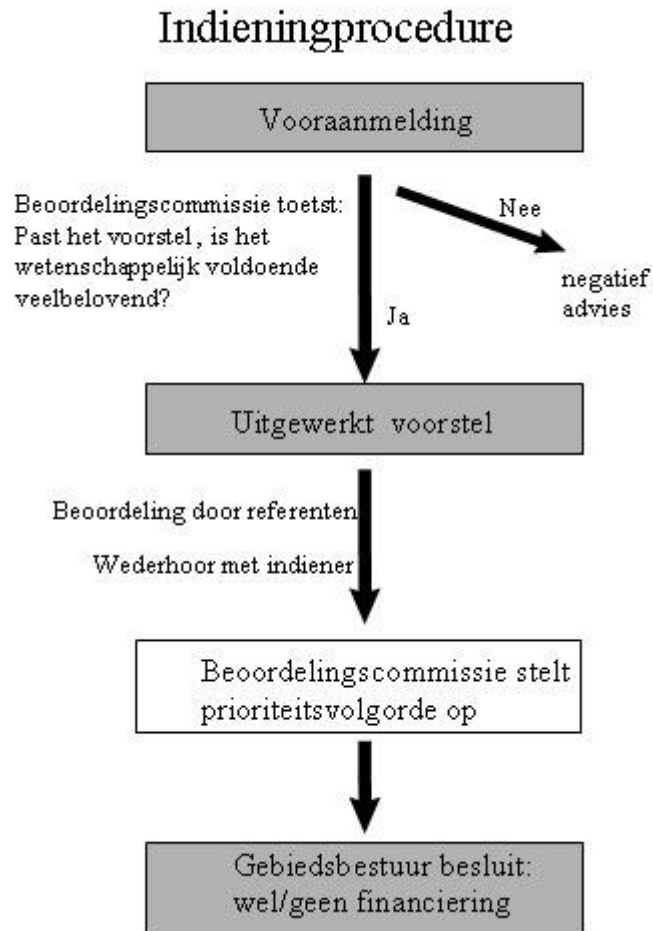 Indieningprocedure
Vooraanmelding
Beoordelingscommissie toetst:
Past het voorstel, is het
wetenschappelijk voldoende
veelbelovend?
Nee
negatief
advies
Ja
Uitgewerkt voorstel
Beoordeling door referenten
Wederhoor met indiener
Beoordelingscommissie stelt
prioriteitsvolgorde op
Gebiedsbestuur besluit:
wel/geen financiering